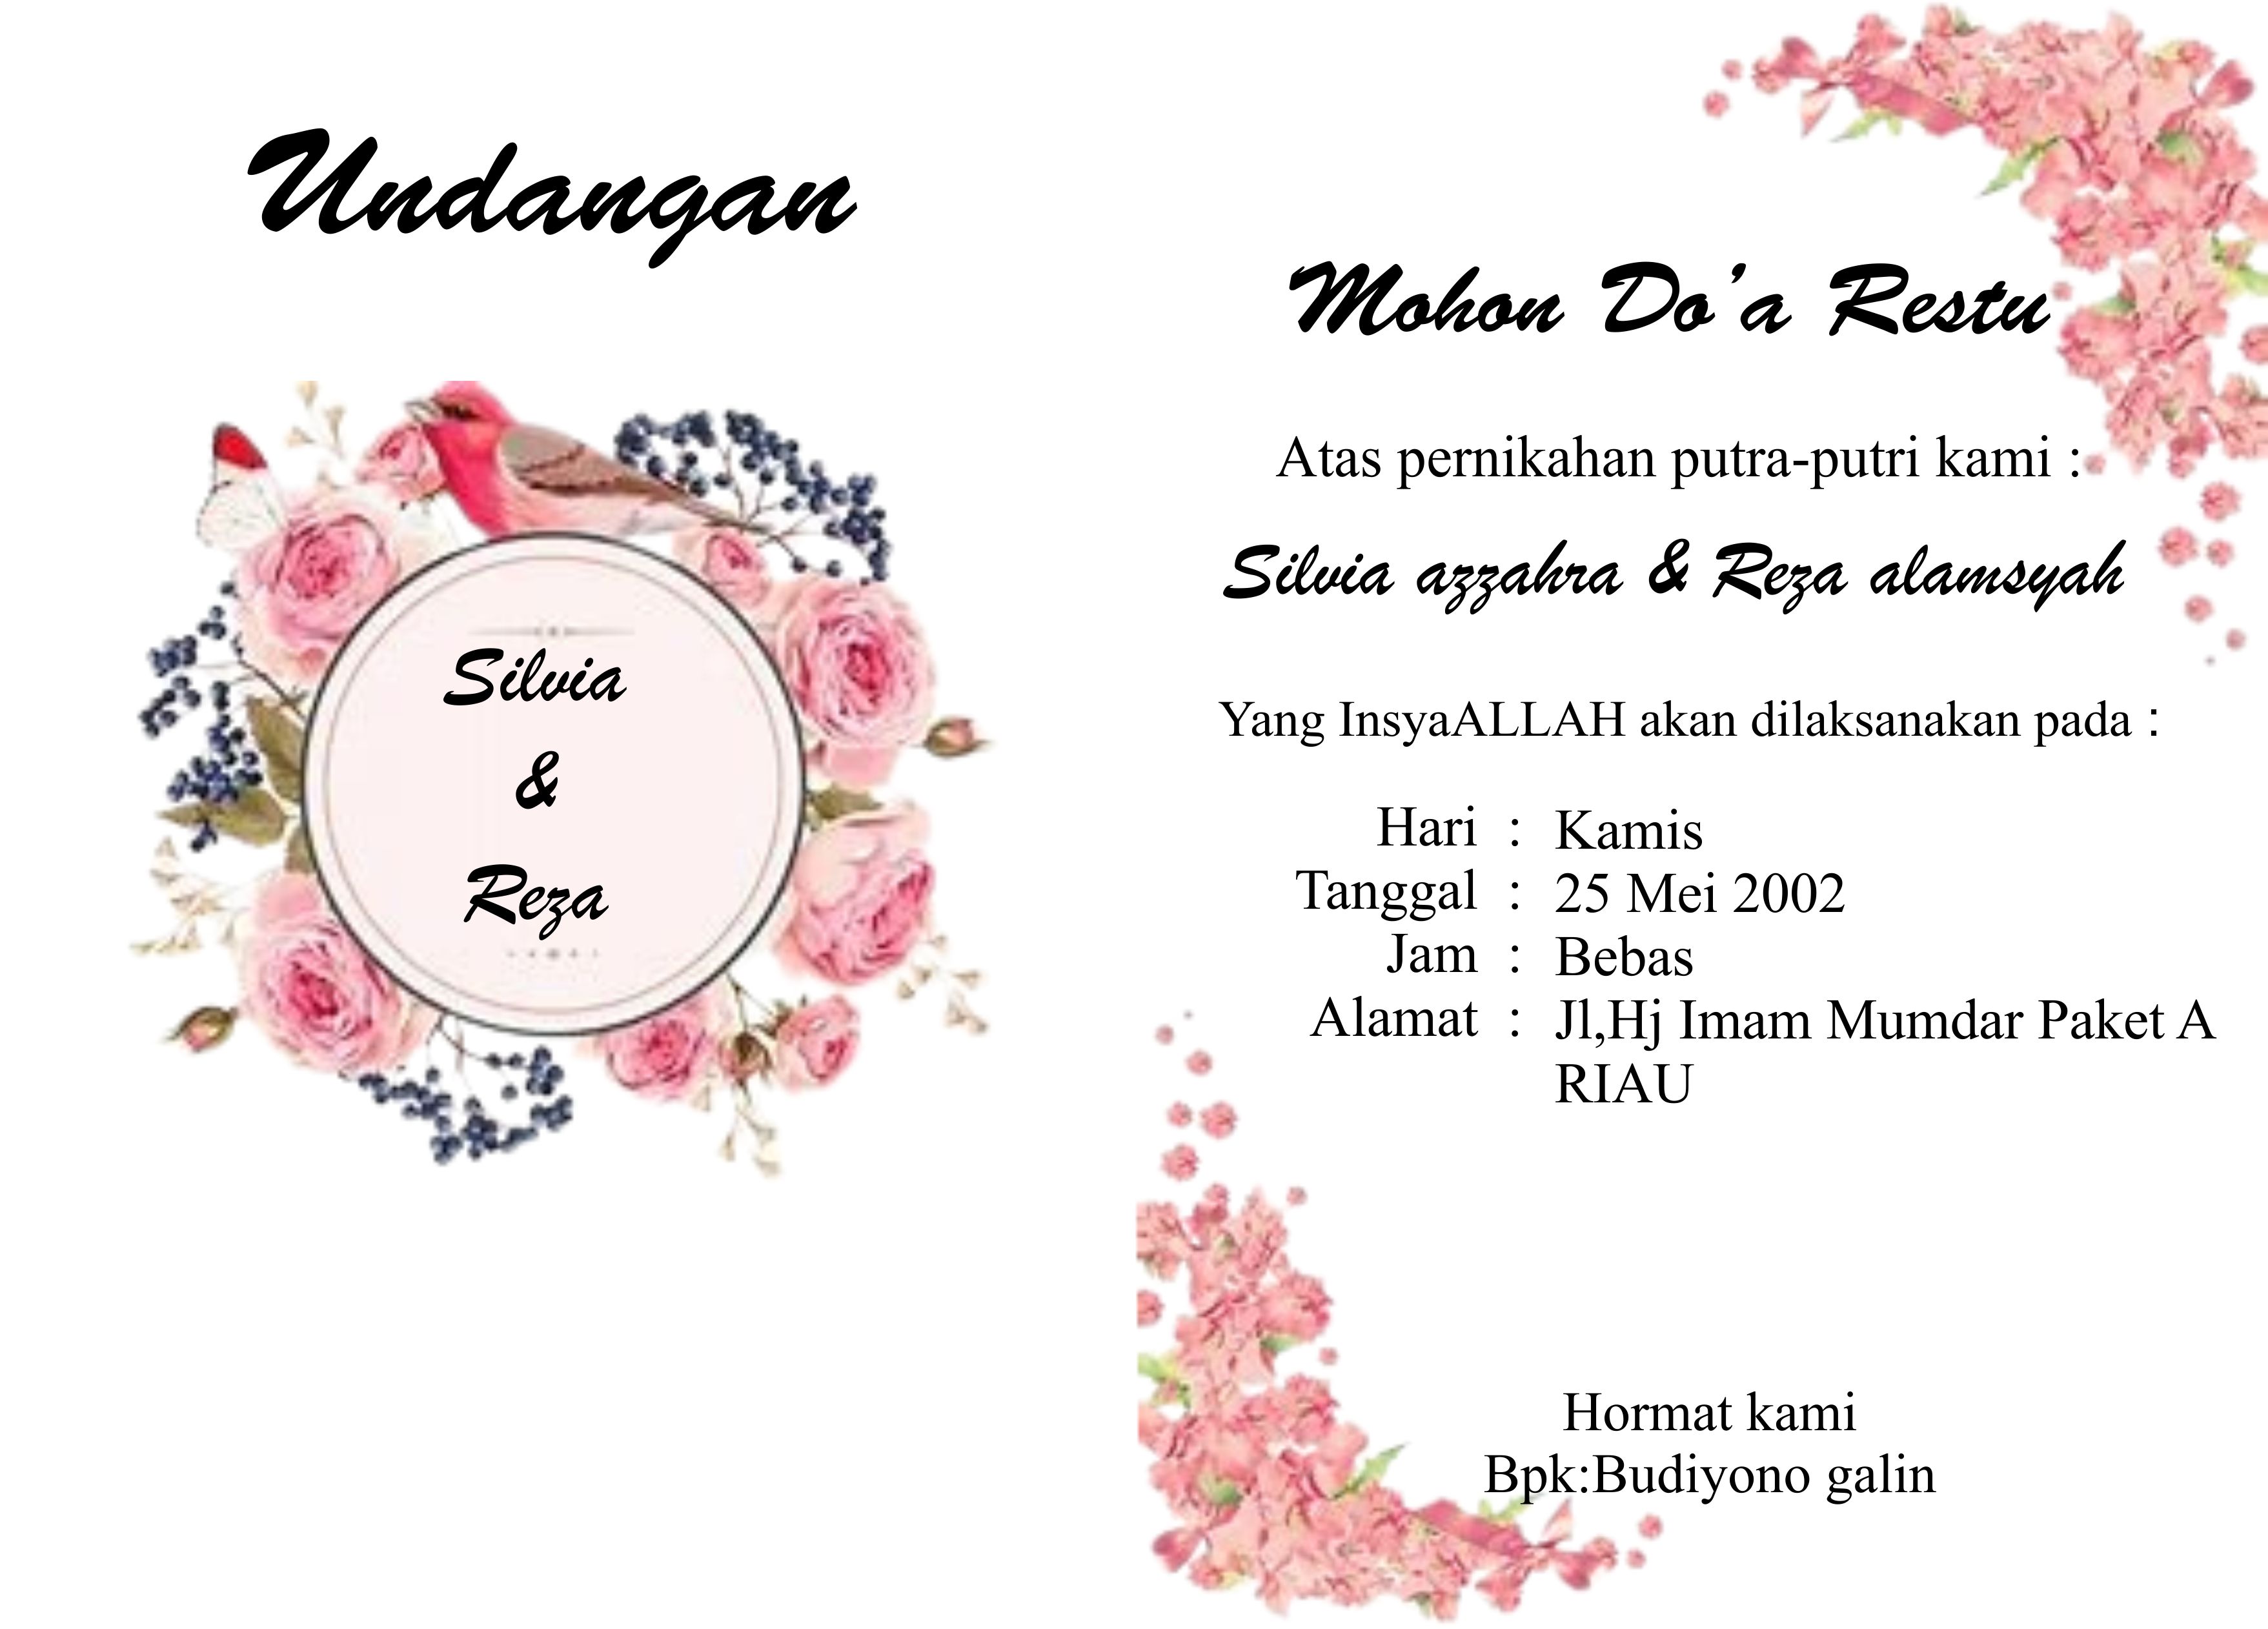 Undangan
Silvia
&
Reza
Mohon Do'a Restu
Atas pernikahan putra-putri kami :
Silvia azzahra & Reza alamsyah
Yang InsyaALLAH akan dilaksanakan pada :
Hari : Kamis
Tanggal : 25 Mei 2002
Jam : Bebas
Alamat : Jl,Hj Imam Mumdar Paket A
RIAU
Hormat kami
Bpk:Budiyono galin